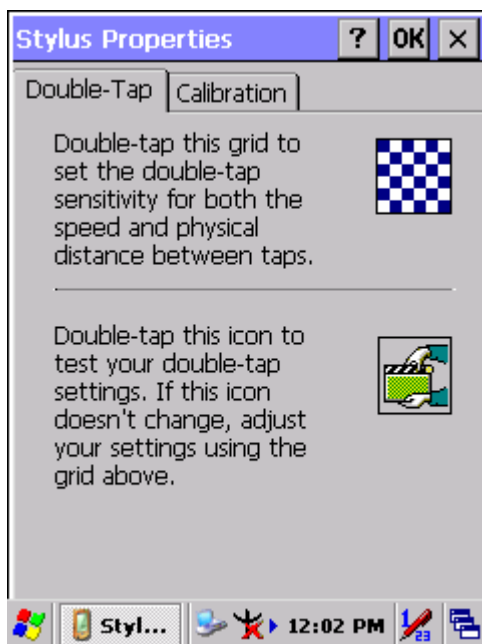 Stylus Properties ? OK ×
Double-Tap Calibration
Double-tap this grid to
set the double-tap
sensitivity for both the
speed and physical
distance between taps.
Double-tap this icon to
test your double-tap
settings. If this icon
doesn't change, adjust
your settings using the
grid above.
Styl... 12:02 PM 1/23